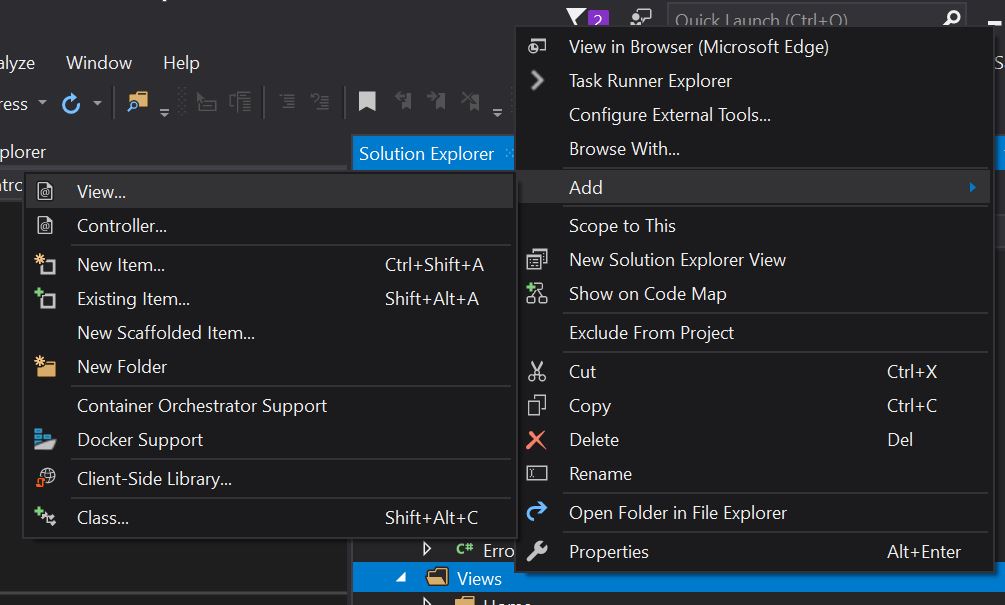 2
Quick Launch (Ctrl+Q)
alyze Window Help
ress
plorer
Solution Explorer
ntro
View...
Controller...
New Item... Ctrl+Shift+A
Existing Item... Shift+Alt+A
New Scaffolded Item...
New Folder
Container Orchestrator Support
Docker Support
Client-Side Library...
Class... Shift+Alt+C
View in Browser (Microsoft Edge)
Task Runner Explorer
Configure External Tools...
Browse With...
Add
Scope to This
New Solution Explorer View
Show on Code Map
Exclude From Project
Cut Ctrl+X
Copy Ctrl+C
Delete Del
Rename
Open Folder in File Explorer
Properties Alt+Enter
C# Erro
Views
Home